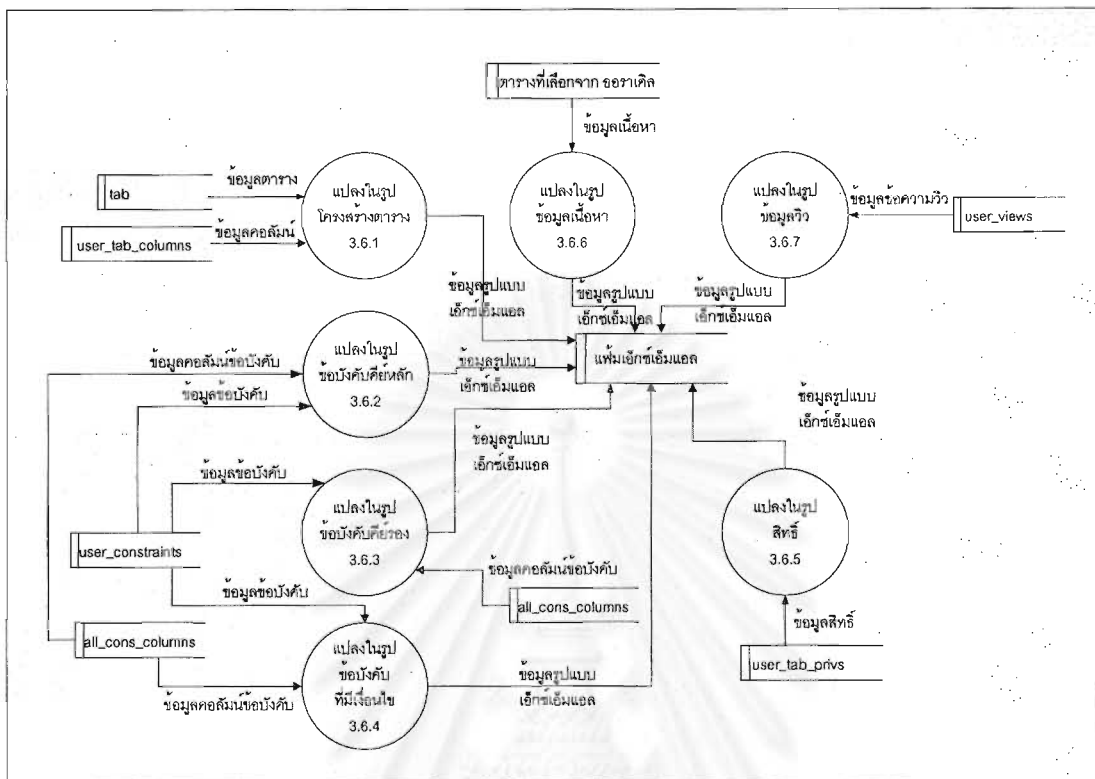 ตารางที่เลือกจาก ออราเคิล
ข้อมูลเนื้อหา
tab
ข้อมูลตาราง
user_tab_columns
ข้อมูลคอลัมน์
แปลงในรูป
โครงสร้างตาราง
3.6.1
แปลงในรูป
ข้อมูลเนื้อหา
3.6.6
แปลงในรูป
ข้อมูลวิว
3.6.7
ข้อมูลข้อความวิว
user_views
ข้อมูลรูปแบบ
เอ็กซ์เอ็มแอล
ข้อมูลรูปแบบ
เอ็กซ์เอ็มแอล
ข้อมูลรูปแบบ
เอ็กซ์เอ็มแอล
แฟ้มเอ็กซ์เอ็มแอล
ข้อมูลคอลัมน์ข้อบังคับ
ข้อมูลข้อบังคับ
แปลงในรูป
ข้อบังคับคีย์หลัก
3.6.2
ข้อมูลรูปแบบ
เอ็กซ์เอ็มแอล
ข้อมูลรูปแบบ
เอ็กซ์เอ็มแอล
ข้อมูลรูปแบบ
เอ็กซ์เอ็มแอล
ข้อมูลข้อบังคับ
แปลงในรูป
ข้อบังคับคีย์รอง
3.6.3
แปลงในรูป
สิทธิ์
3.6.5
user_constraints
ข้อมูลคอลัมน์ข้อบังคับ
all_cons_columns
ข้อมูลข้อบังคับ
all_cons_columns
ข้อมูลคอลัมน์ข้อบังคับ
แปลงในรูป
ข้อบังคับ
ที่มีเงื่อนไข
3.6.4
ข้อมูลรูปแบบ
เอ็กซ์เอ็มแอล
ข้อมูลสิทธิ์
user_tab_privs